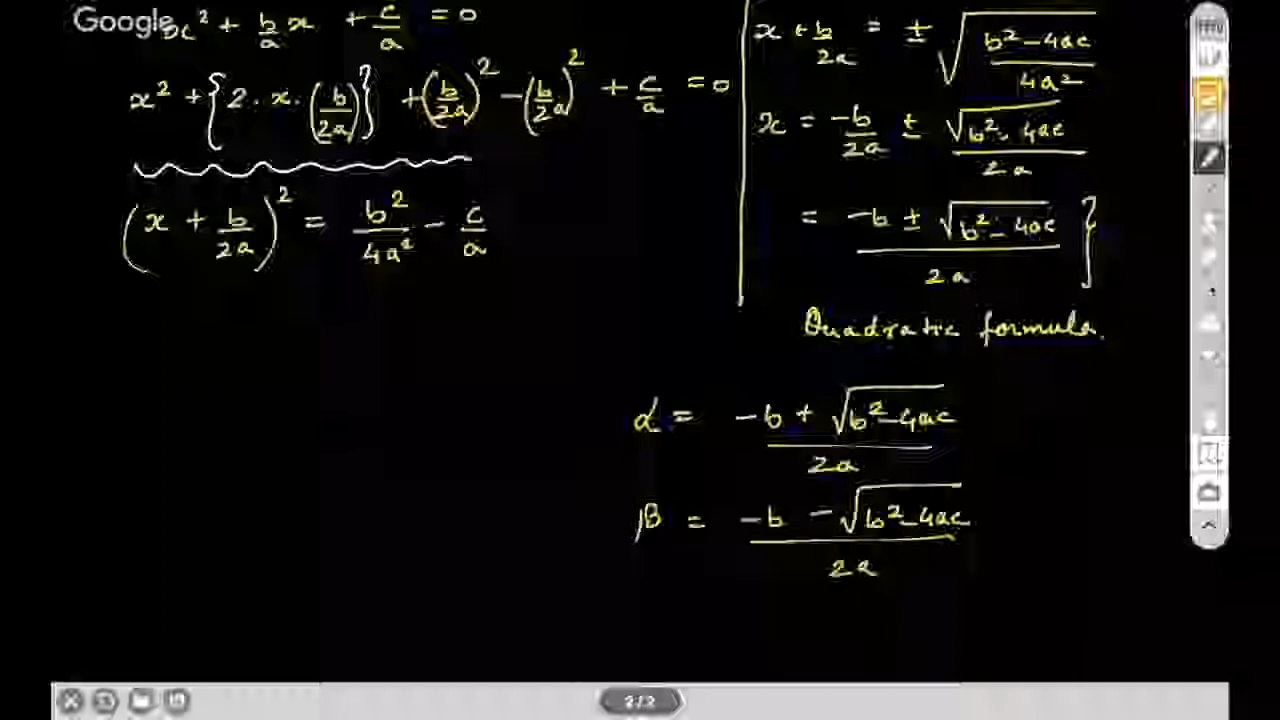 Google
x² + b/a x + c/a = 0
x² + {2 · x · (b/2a)} + (b/2a)² - (b/2a)² + c/a = 0
(x + b/2a)² = b²/4a² - c/a
x + b/2a = ± √(b² - 4ac / 4a²)
x = -b/2a ± √(b² - 4ac)/2a
= -b ± √(b² - 4ac) / 2a }
Quadratic formula.
α = -b + √(b² - 4ac) / 2a
β = -b - √(b² - 4ac) / 2a
2/2